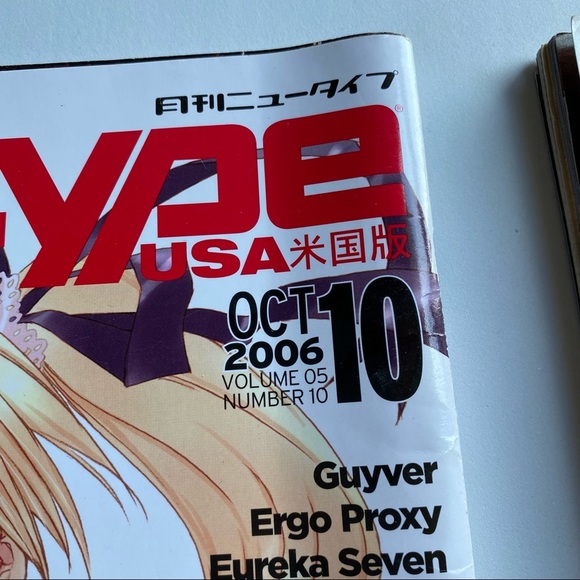 月刊ニュータイプ
ype®
USA米国版
OCT 10
2006
VOLUME 05
NUMBER 10
Guyver
Ergo Proxy
Eureka Seven